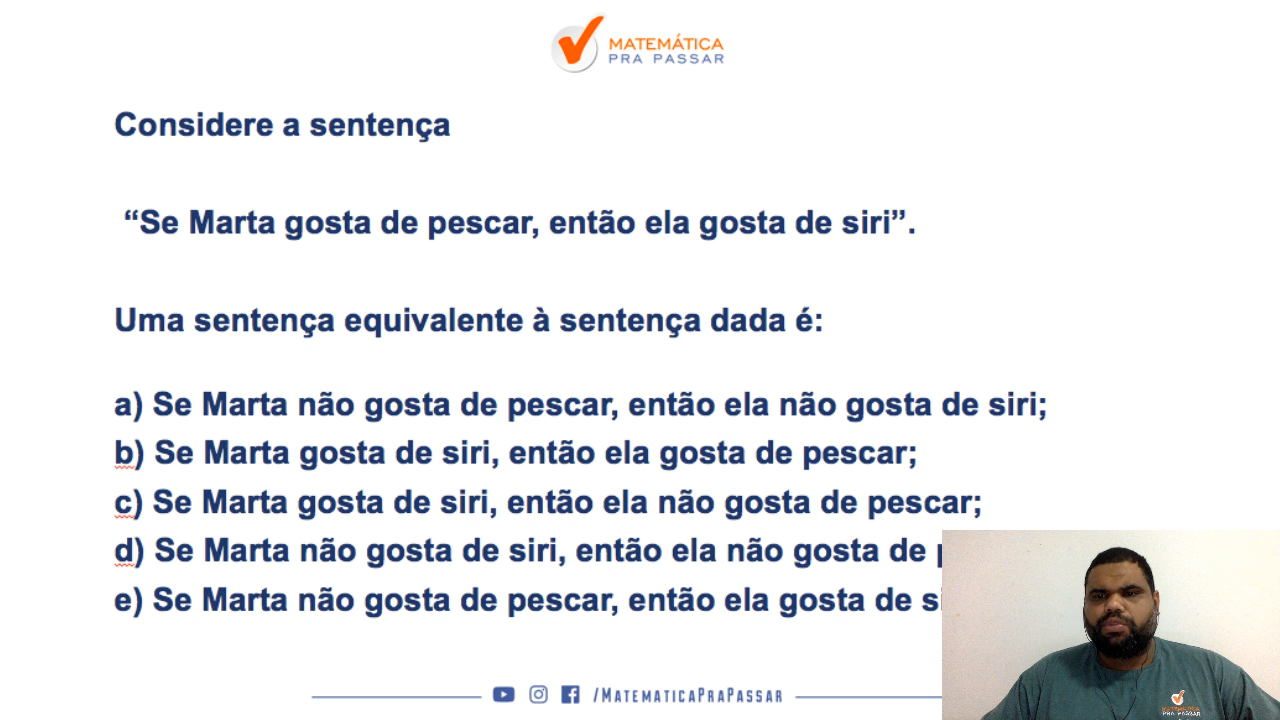 MATEMÁTICA
PRA PASSAR
Considere a sentença
“Se Marta gosta de pescar, então ela gosta de siri”.
Uma sentença equivalente à sentença dada é:
a) Se Marta não gosta de pescar, então ela não gosta de siri;
b) Se Marta gosta de siri, então ela gosta de pescar;
c) Se Marta gosta de siri, então ela não gosta de pescar;
d) Se Marta não gosta de siri, então ela não gosta de
e) Se Marta não gosta de pescar, então ela gosta de
/MATEMATICAPRAPASSAR
MATEMÁTICA
PRA PASSAR